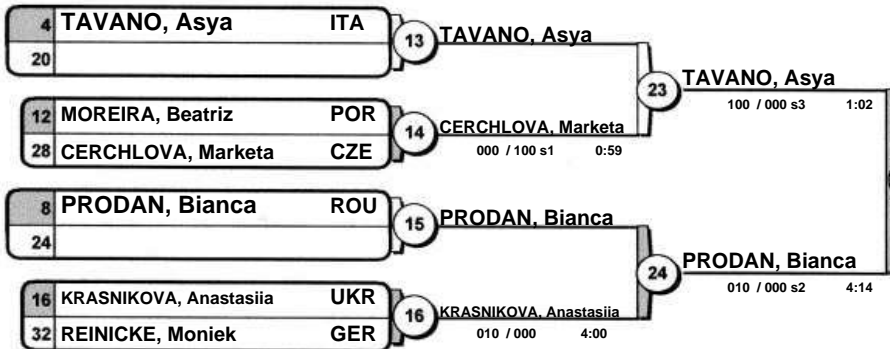 4 TAVANO, Asya ITA
20
13 TAVANO, Asya
12 MOREIRA, Beatriz POR
28 CERCHLOVA, Marketa CZE
14 CERCHLOVA, Marketa
000 / 100 s1 0:59
23 TAVANO, Asya
100 / 000 s3 1:02
8 PRODAN, Bianca ROU
24
15 PRODAN, Bianca
16 KRASNIKOVA, Anastasiia UKR
32 REINICKE, Moniek GER
16 KRASNIKOVA, Anastasiia
010 / 000 4:00
24 PRODAN, Bianca
010 / 000 s2 4:14